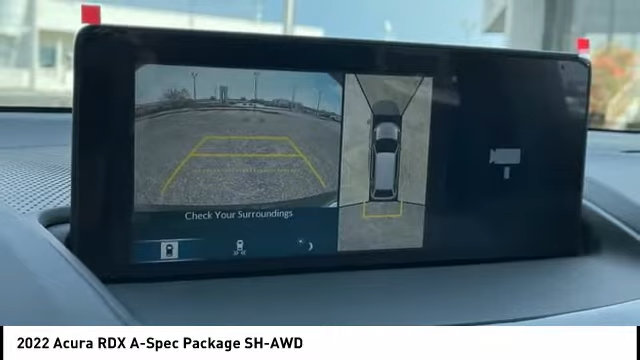 Check Your Surroundings
2022 Acura RDX A-Spec Package SH-AWD